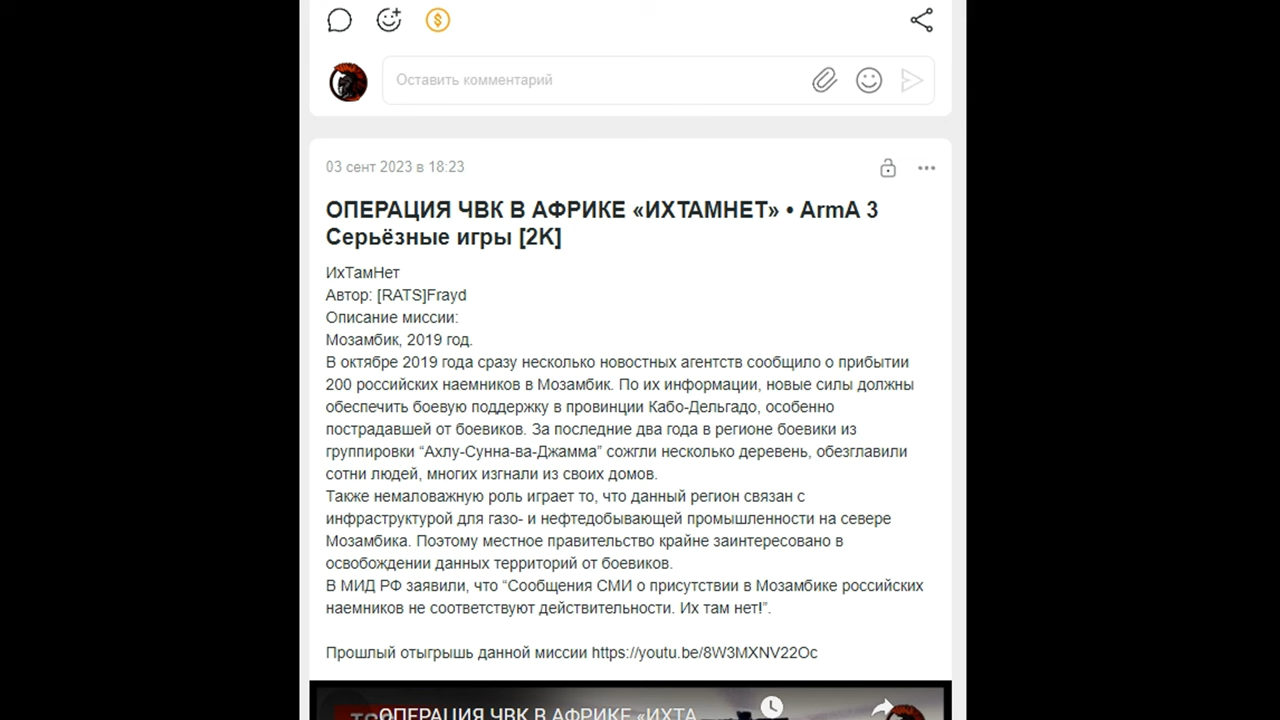 Оставить комментарий
03 сент 2023 в 18:23
ОПЕРАЦИЯ ЧВК В АФРИКЕ «ИХТАМНЕТ» • ArmA 3
Серьёзные игры [2K]
ИхТамНет
Автор: [RATS]Frayd
Описание миссии:
Мозамбик, 2019 год.
В октябре 2019 года сразу несколько новостных агентств сообщило о прибытии
200 российских наемников в Мозамбик. По их информации, новые силы должны
обеспечить боевую поддержку в провинции Кабо-Дельгадо, особенно
пострадавшей от боевиков. За последние два года в регионе боевики из
группировки “Ахлу-Сунна-ва-Джамма” сожгли несколько деревень, обезглавили
сотни людей, многих изгнали из своих домов.
Также немаловажную роль играет то, что данный регион связан с
инфраструктурой для газо- и нефтедобывающей промышленности на севере
Мозамбика. Поэтому местное правительство крайне заинтересовано в
освобождении данных территорий от боевиков.
В МИД РФ заявили, что “Сообщения СМИ о присутствии в Мозамбике российских
наемников не соответствуют действительности. Их там нет!”.
Прошлый отыгрышь данной миссии https://youtu.be/8W3MXNV22Oc
ОПЕРАЦИЯ ЧВК В АФРИКЕ «ИХТА